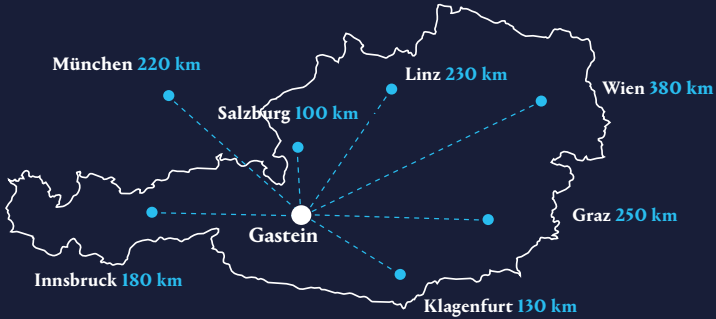 München 220 km
Linz 230 km
Wien 380 km
Salzburg 100 km
Graz 250 km
Gastein
Innsbruck 180 km
Klagenfurt 130 km